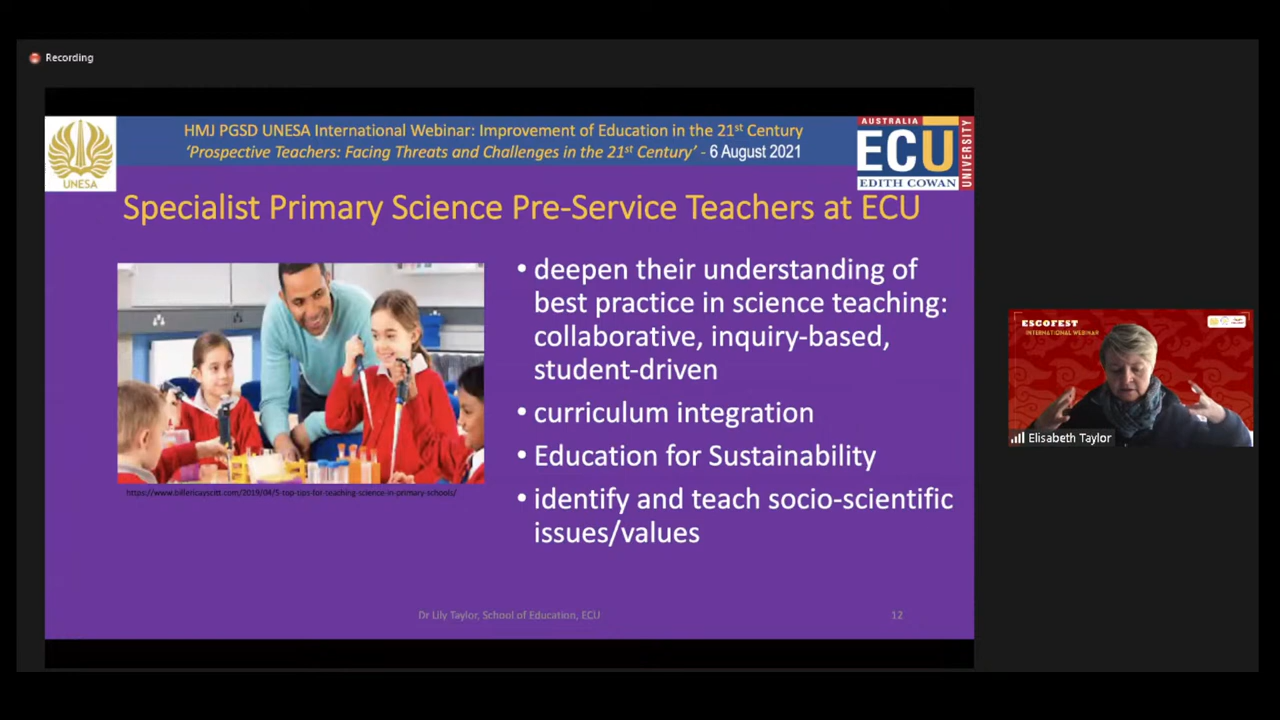 Recording
HMJ PGSD UNESA International Webinar: Improvement of Education in the 21st Century
'Prospective Teachers: Facing Threats and Challenges in the 21st Century' - 6 August 2021
UNESA
AUSTRALIA
ECU
EDITH COWAN
UNIVERSITY
Specialist Primary Science Pre-Service Teachers at ECU
• deepen their understanding of
best practice in science teaching:
collaborative, inquiry-based,
student-driven
• curriculum integration
• Education for Sustainability
• identify and teach socio-scientific
issues/values
https://www.billericayscitt.com/2019/04/5-top-tips-for-teaching-science-in-primary-schools/
Dr Lily Taylor, School of Education, ECU
12
ESCOFEST
INTERNATIONAL WEBINAR
Elisabeth Taylor